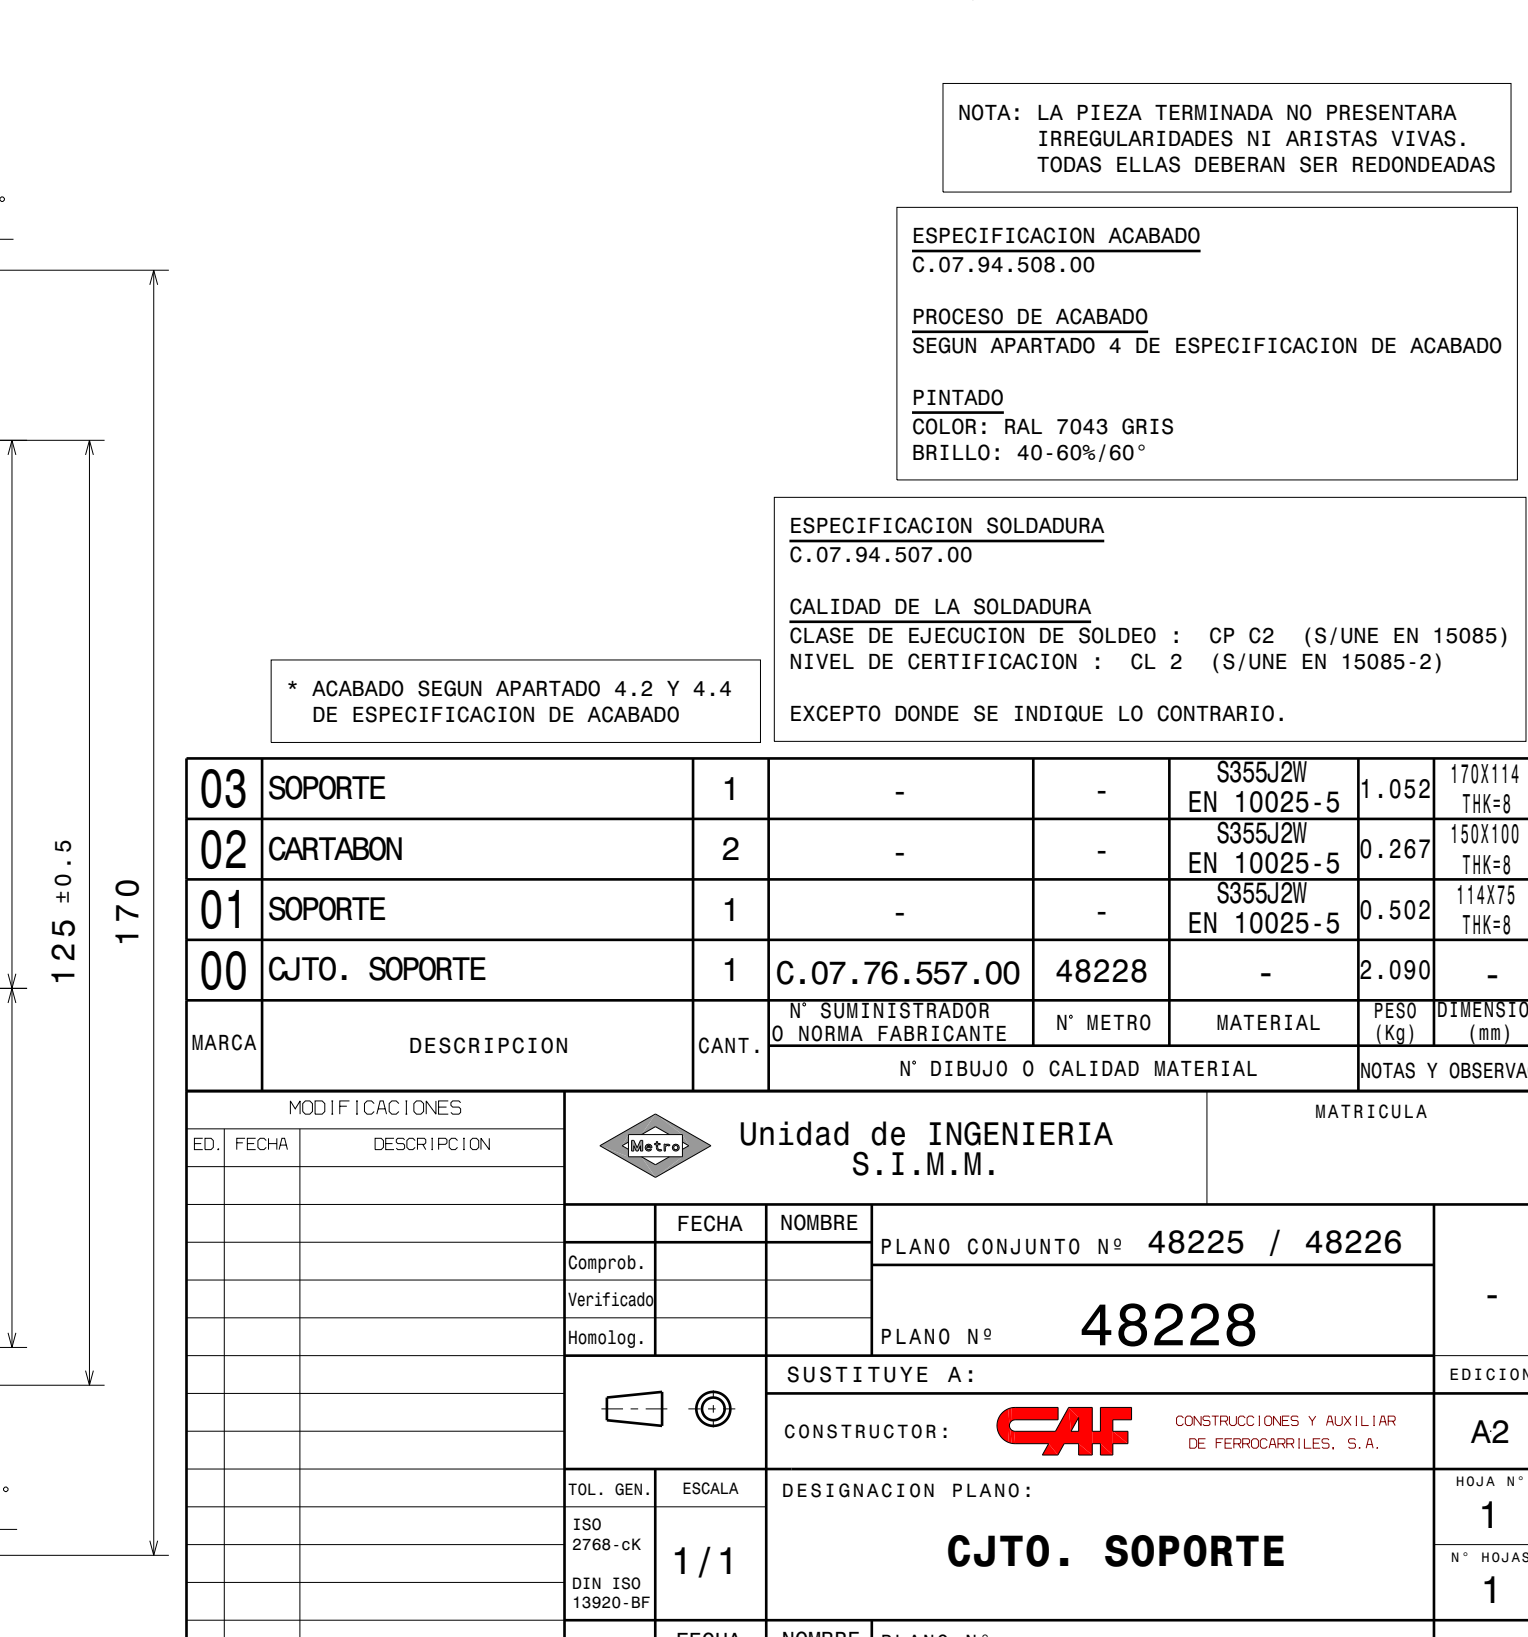 NOTA: LA PIEZA TERMINADA NO PRESENTARA
IRREGULARIDADES NI ARISTAS VIVAS.
TODAS ELLAS DEBERAN SER REDONDEADAS
ESPECIFICACION ACABADO
C.07.94.508.00
PROCESO DE ACABADO
SEGUN APARTADO 4 DE ESPECIFICACION DE ACABADO
PINTADO
COLOR: RAL 7043 GRIS
BRILLO: 40-60%/60°
ESPECIFICACION SOLDADURA
C.07.94.507.00
CALIDAD DE LA SOLDADURA
CLASE DE EJECUCION DE SOLDEO : CP C2 (S/UNE EN 15085)
NIVEL DE CERTIFICACION : CL 2 (S/UNE EN 15085-2)
EXCEPTO DONDE SE INDIQUE LO CONTRARIO.
* ACABADO SEGUN APARTADO 4.2 Y 4.4
DE ESPECIFICACION DE ACABADO
125 ±0.5
170
03 SOPORTE 1 - - S355J2W EN 10025-5 1.052 170X114 THK=8
02 CARTABON 2 - - S355J2W EN 10025-5 0.267 150X100 THK=8
01 SOPORTE 1 - - S355J2W EN 10025-5 0.502 114X75 THK=8
00 CJTO. SOPORTE 1 C.07.76.557.00 48228 - 2.090 -
MARCA DESCRIPCION CANT. N° SUMINISTRADOR O NORMA FABRICANTE N° METRO MATERIAL PESO (Kg) DIMENSIO (mm)
N° DIBUJO O CALIDAD MATERIAL NOTAS Y OBSERVA
MODIFICACIONES
ED. FECHA DESCRIPCION
Metro
Unidad de INGENIERIA
S.I.M.M.
MATRICULA
FECHA NOMBRE
Comprob.
Verificado
Homolog.
PLANO CONJUNTO Nº 48225 / 48226
PLANO Nº 48228
-
SUSTITUYE A:
EDICION
CONSTRUCTOR: CAF CONSTRUCCIONES Y AUXILIAR
DE FERROCARRILES, S.A.
A2
TOL. GEN. ESCALA
ISO
2768-cK
DIN ISO
13920-BF
1/1
DESIGNACION PLANO:
CJTO. SOPORTE
HOJA N°
1
N° HOJAS
1
FECHA NOMBRE PLANO Nº